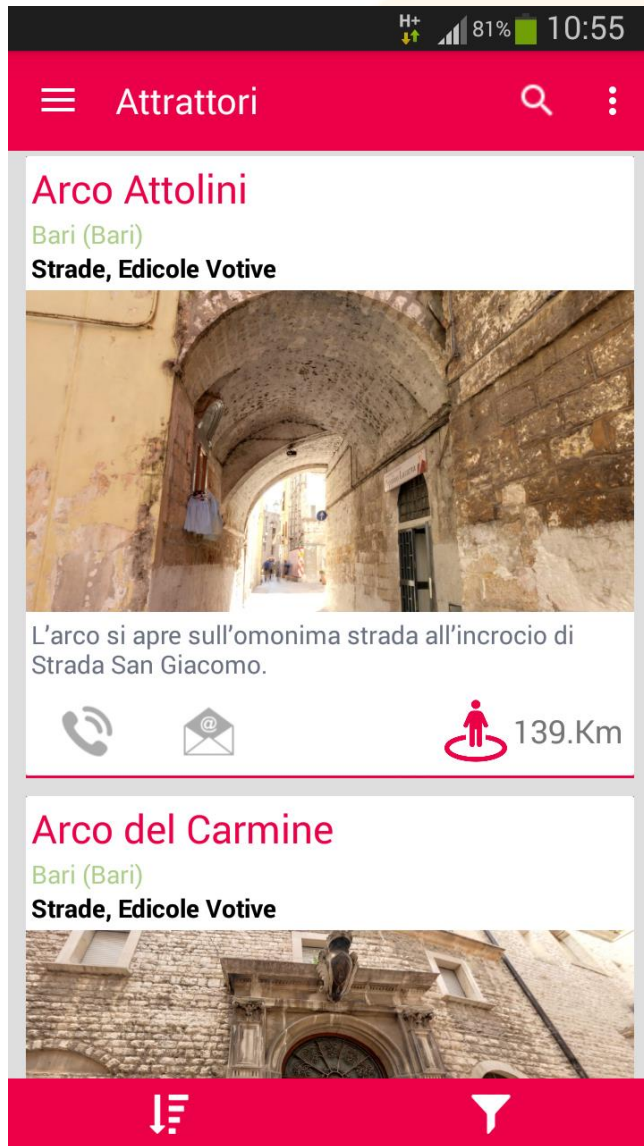 H+ 81% 10:55
Attrattori
Arco Attolini
Bari (Bari)
Strade, Edicole Votive
L'arco si apre sull'omonima strada all'incrocio di
Strada San Giacomo.
@
139.Km
Arco del Carmine
Bari (Bari)
Strade, Edicole Votive